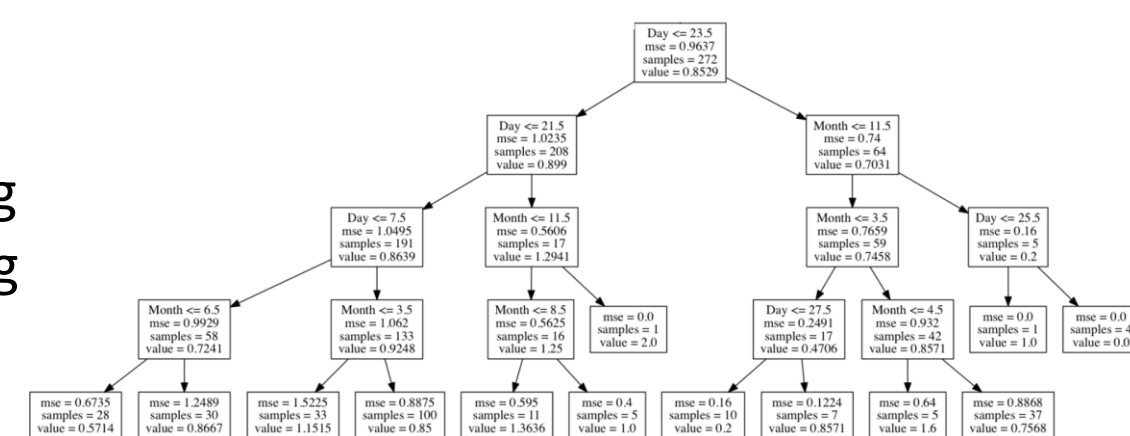 g
g
Day <= 23.5
mse = 0.9637
samples = 272
value = 0.8529
Day <= 21.5
mse = 1.0235
samples = 208
value = 0.899
Month <= 11.5
mse = 0.74
samples = 64
value = 0.7031
Day <= 7.5
mse = 1.0495
samples = 191
value = 0.8639
Month <= 11.5
mse = 0.5606
samples = 17
value = 1.2941
Month <= 3.5
mse = 0.7659
samples = 59
value = 0.7458
Day <= 25.5
mse = 0.16
samples = 5
value = 0.2
Month <= 6.5
mse = 0.9929
samples = 58
value = 0.7241
Month <= 3.5
mse = 1.062
samples = 133
value = 0.9248
Month <= 8.5
mse = 0.5625
samples = 16
value = 1.25
mse = 0.0
samples = 1
value = 2.0
Day <= 27.5
mse = 0.2491
samples = 17
value = 0.4706
Month <= 4.5
mse = 0.932
samples = 42
value = 0.8571
mse = 0.0
samples = 1
value = 1.0
mse = 0.0
samples = 4
value = 0.0
mse = 0.6735
samples = 28
value = 0.5714
mse = 1.2489
samples = 30
value = 0.8667
mse = 1.5225
samples = 33
value = 1.1515
mse = 0.8875
samples = 100
value = 0.85
mse = 0.595
samples = 11
value = 1.3636
mse = 0.4
samples = 5
value = 1.0
mse = 0.16
samples = 10
value = 0.2
mse = 0.1224
samples = 7
value = 0.8571
mse = 0.64
samples = 5
value = 1.6
mse = 0.8868
samples = 37
value = 0.7568